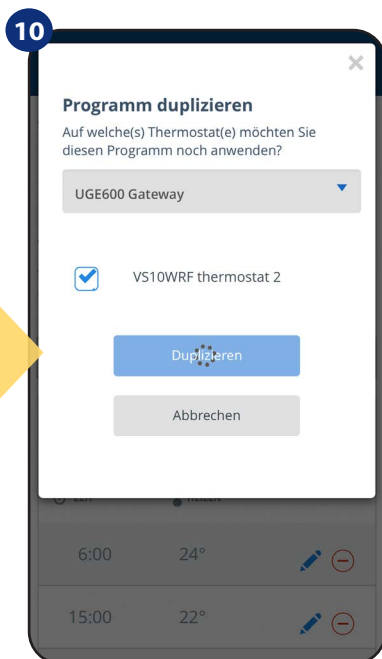 10
Programm duplizieren
Auf welche(s) Thermostat(e) möchten Sie
diesen Programm noch anwenden?
UGE600 Gateway
VS10WRF thermostat 2
Duplizieren
Abbrechen
6:00 24°
15:00 22°